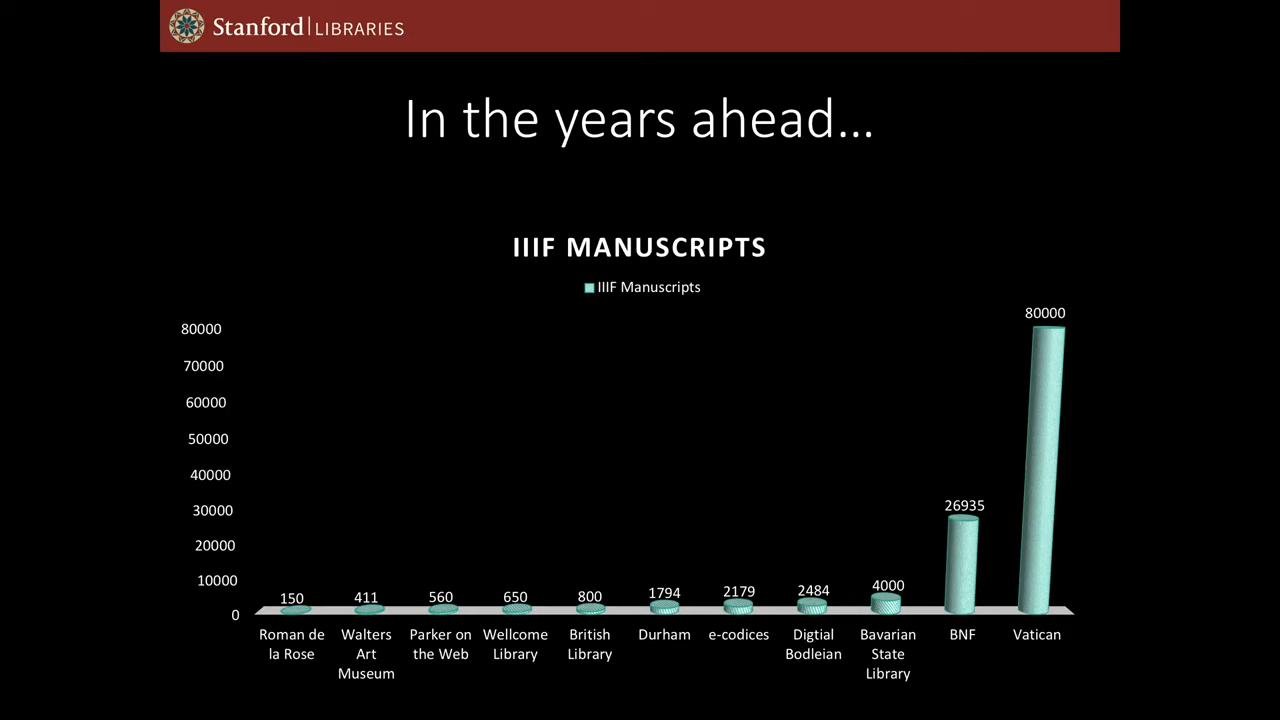 Stanford | LIBRARIES
In the years ahead...
IIIF MANUSCRIPTS
IIIF Manuscripts
80000
70000
60000
50000
40000
30000
20000
10000
0
150
411
560
650
800
1794
2179
2484
4000
26935
80000
Roman de
la Rose
Walters
Art
Museum
Parker on
the Web
Wellcome
Library
British
Library
Durham
e-codices
Digtial
Bodleian
Bavarian
State
Library
BNF
Vatican